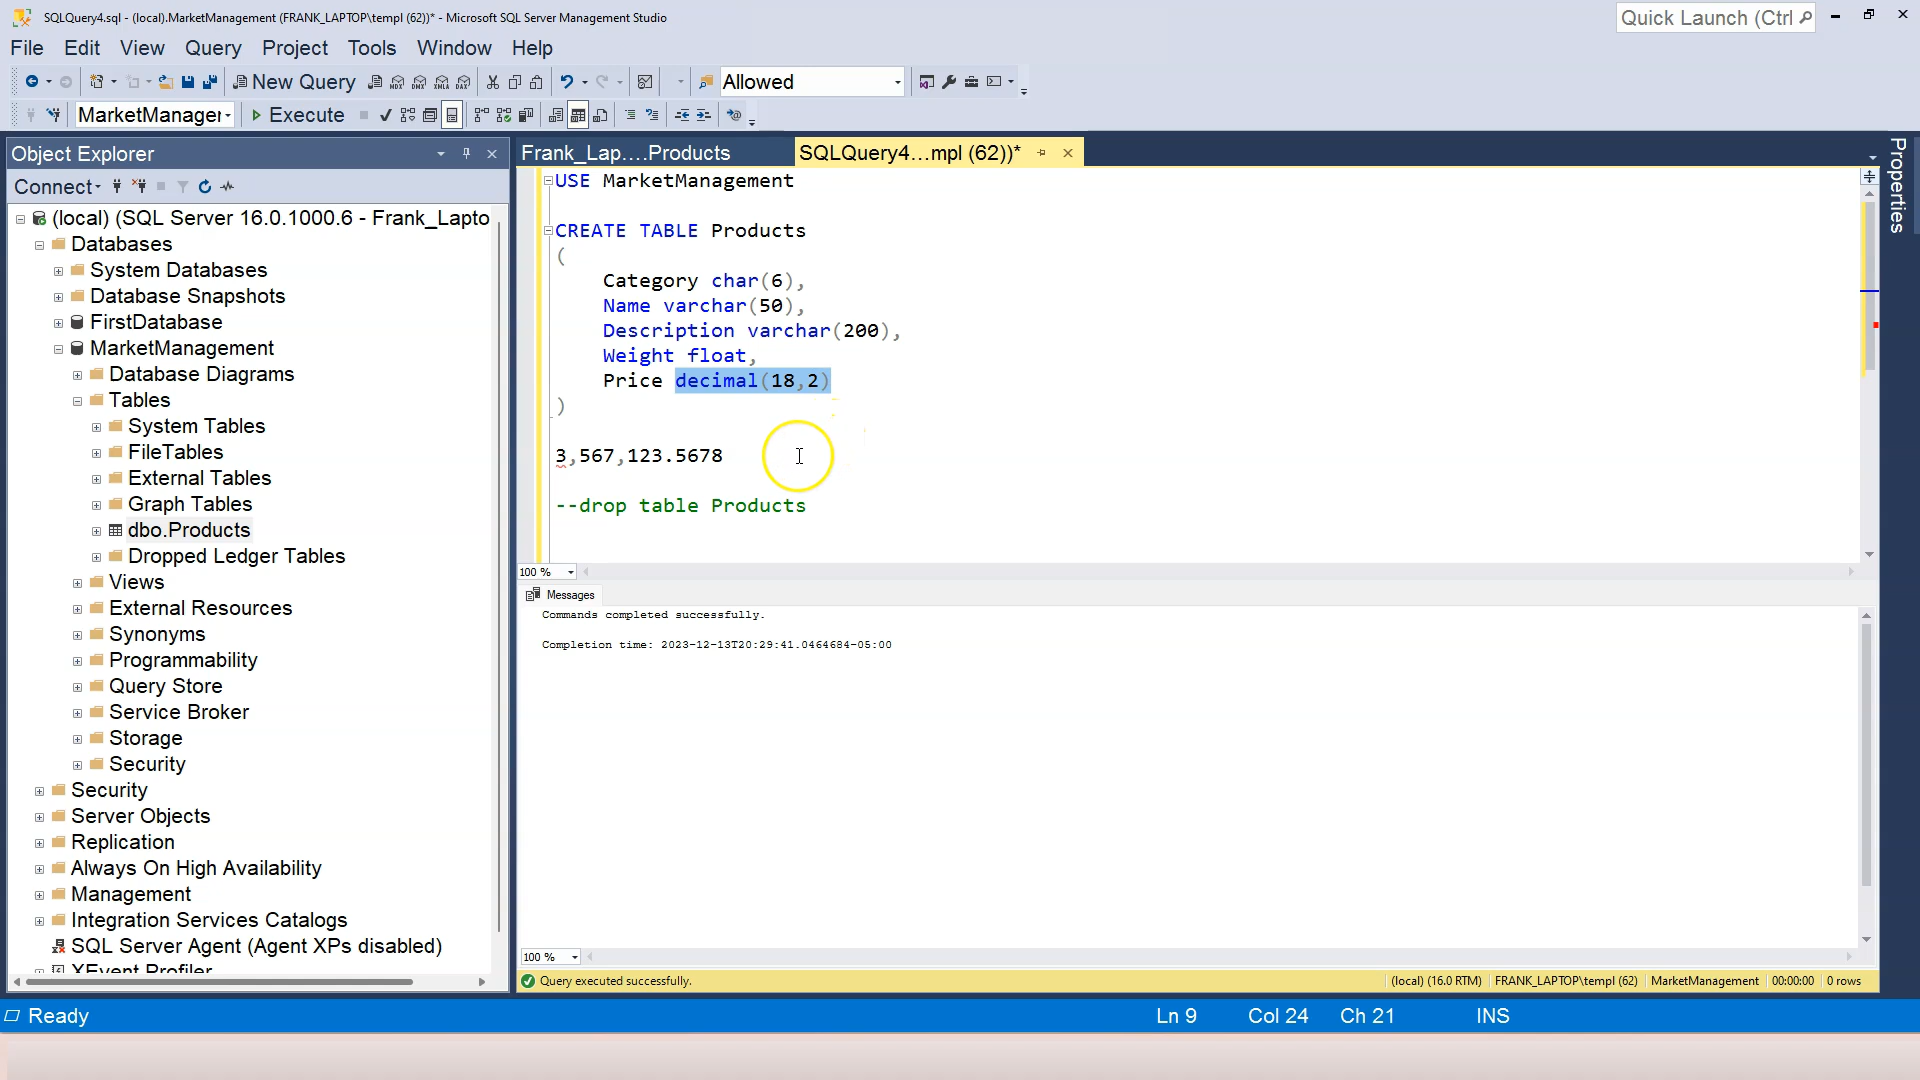 SQLQuery4.sql - (local).MarketManagement (FRANK_LAPTOP\templ (62))* - Microsoft SQL Server Management Studio
Quick Launch (Ctrl
File Edit View Query Project Tools Window Help
New Query
Allowed
MarketManager
Execute
Object Explorer
Connect
(local) (SQL Server 16.0.1000.6 - Frank_Lapto
Databases
System Databases
Database Snapshots
FirstDatabase
MarketManagement
Database Diagrams
Tables
System Tables
FileTables
External Tables
Graph Tables
dbo.Products
Dropped Ledger Tables
Views
External Resources
Synonyms
Programmability
Query Store
Service Broker
Storage
Security
Security
Server Objects
Replication
Always On High Availability
Management
Integration Services Catalogs
SQL Server Agent (Agent XPs disabled)
XEvent Profiler
Frank_Lap....Products
SQLQuery4...mpl (62))*
USE MarketManagement
CREATE TABLE Products
(
Category char(6),
Name varchar(50),
Description varchar(200),
Weight float,
Price decimal(18,2)
)
3,567,123.5678
--drop table Products
100 %
Messages
Commands completed successfully.
Completion time: 2023-12-13T20:29:41.0464684-05:00
100 %
Query executed successfully.
(local) (16.0 RTM) FRANK_LAPTOP\templ (62) MarketManagement 00:00:00 0 rows
Properties
Ready
Ln 9 Col 24 Ch 21 INS